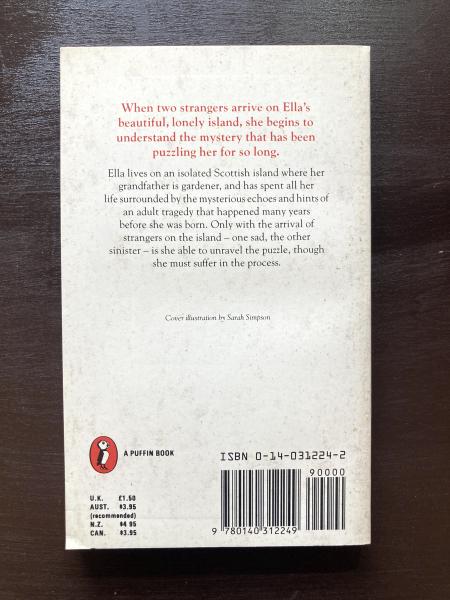 When two strangers arrive on Ella's
beautiful, lonely island, she begins to
understand the mystery that has been
puzzling her for so long.
Ella lives on an isolated Scottish island where her
grandfather is gardener, and has spent all her
life surrounded by the mysterious echoes and hints of
an adult tragedy that happened many years
before she was born. Only with the arrival of
strangers on the island – one sad, the other
sinister – is she able to unravel the puzzle, though
she must suffer in the process.
Cover illustration by Sarah Simpson
A PUFFIN BOOK
U.K. £1.50
AUST. $3.95
(recommended)
N.Z. $4.95
CAN. $3.95
ISBN 0-14-031224-2
90000
9 780140 312249